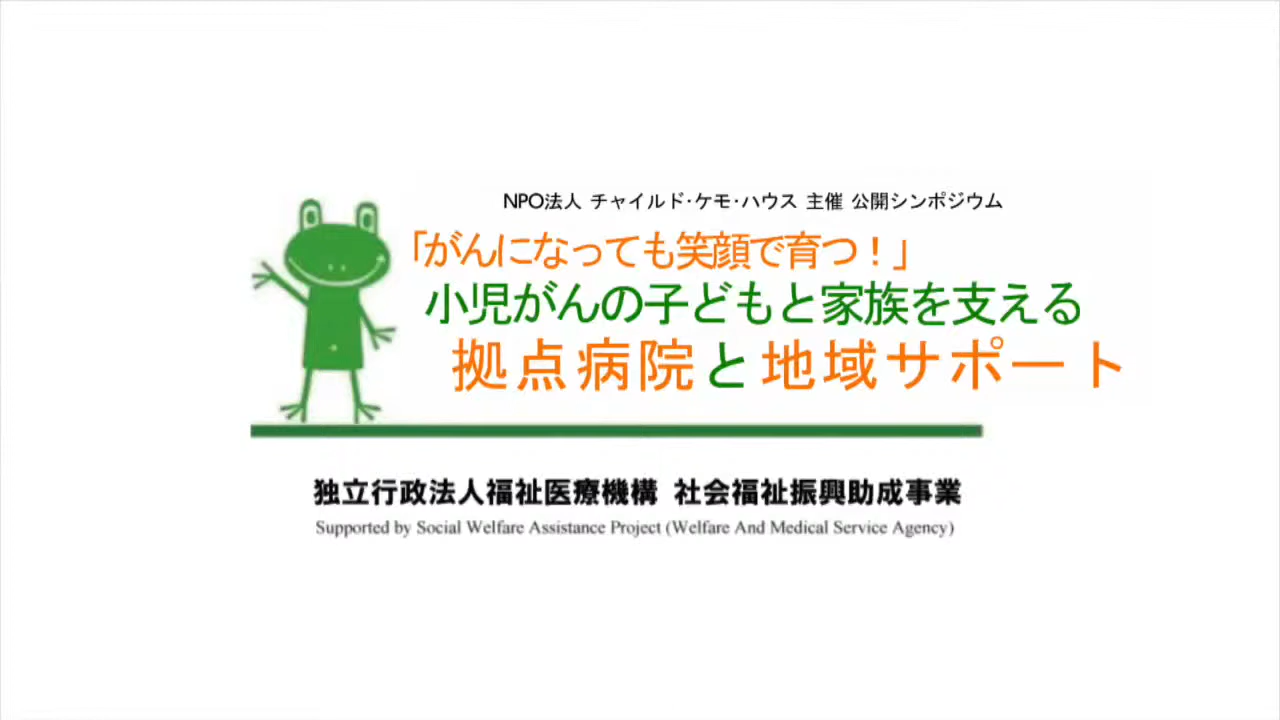 NPO法人 チャイルド・ケモ・ハウス 主催 公開シンポジウム
「がんになっても笑顔で育つ！」
小児がんの子どもと家族を支える
拠点病院と地域サポート
独立行政法人福祉医療機構 社会福祉振興助成事業
Supported by Social Welfare Assistance Project (Welfare And Medical Service Agency)